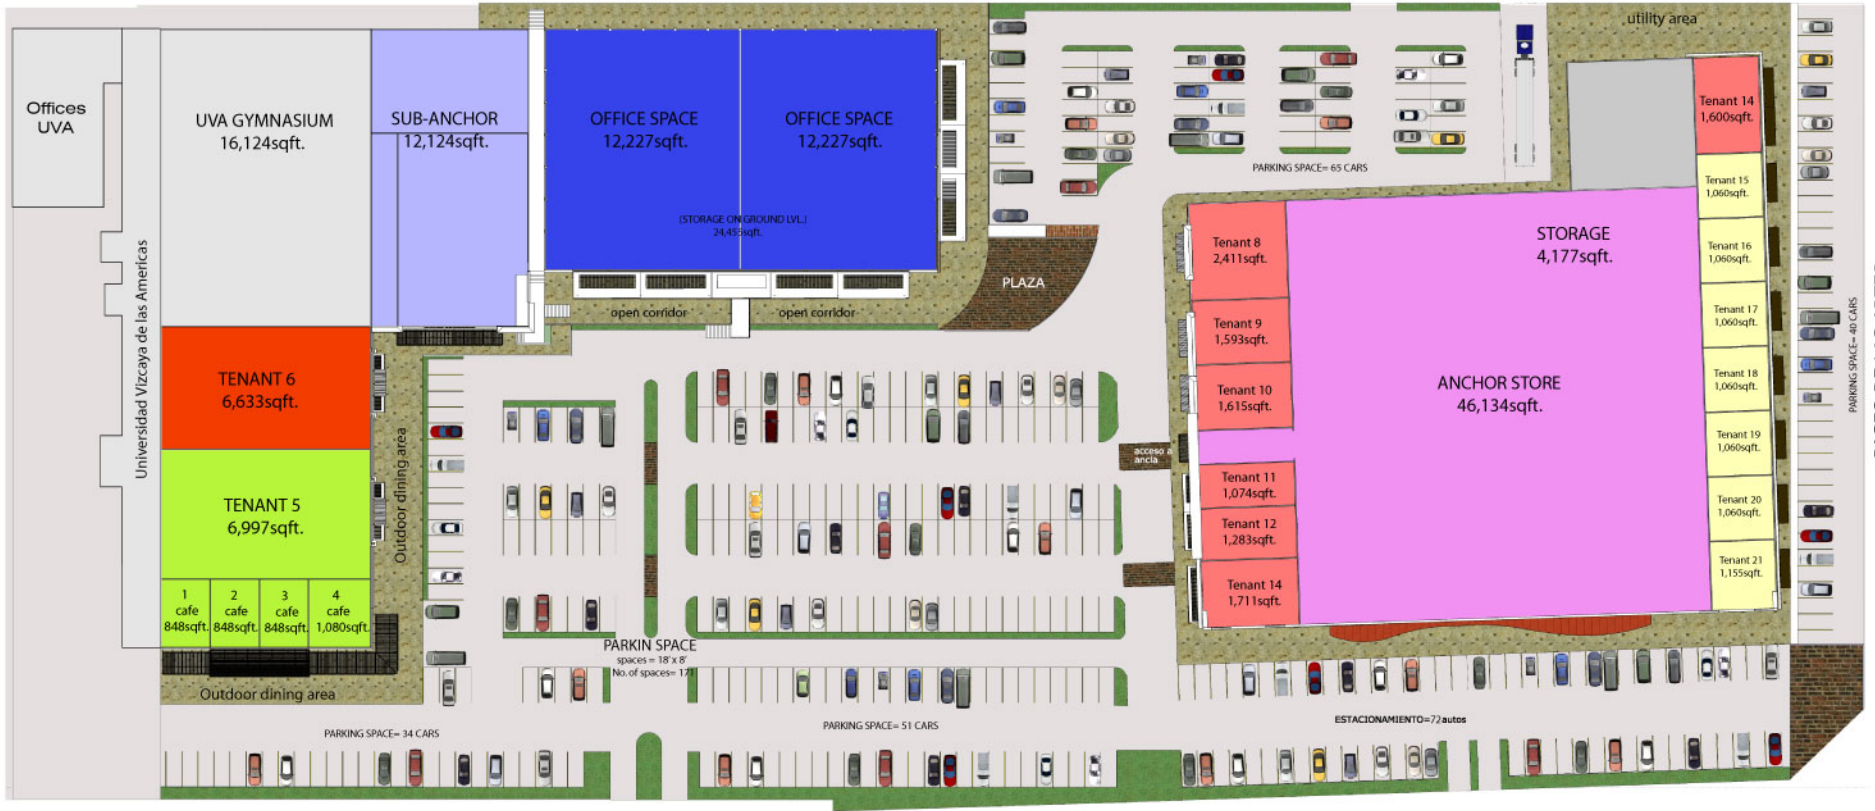 Offices
UVA
Universidad Vizcaya de las Americas
UVA GYMNASIUM
16,124sqft.
SUB-ANCHOR
12,124sqft.
OFFICE SPACE
12,227sqft.
OFFICE SPACE
12,227sqft.
(STORAGE ON GROUND LVL.)
24,455sqft.
open corridor
open corridor
PLAZA
PARKING SPACE= 65 CARS
utility area
TENANT 6
6,633sqft.
TENANT 5
6,997sqft.
1
cafe
848sqft.
2
cafe
848sqft.
3
cafe
848sqft.
4
cafe
1,080sqft.
Outdoor dining area
Outdoor dining area
PARKIN SPACE
spaces = 18' x 8'
No. of spaces= 171
PARKING SPACE= 34 CARS
PARKING SPACE= 51 CARS
acceso a
ancla
Tenant 8
2,411sqft.
Tenant 9
1,593sqft.
Tenant 10
1,615sqft.
Tenant 11
1,074sqft.
Tenant 12
1,283sqft.
Tenant 14
1,711sqft.
STORAGE
4,177sqft.
ANCHOR STORE
46,134sqft.
Tenant 14
1,600sqft.
Tenant 15
1,060sqft.
Tenant 16
1,060sqft.
Tenant 17
1,060sqft.
Tenant 18
1,060sqft.
Tenant 19
1,060sqft.
Tenant 20
1,060sqft.
Tenant 21
1,155sqft.
PARKING SPACE= 40 CARS
ESTACIONAMIENTO=72autos